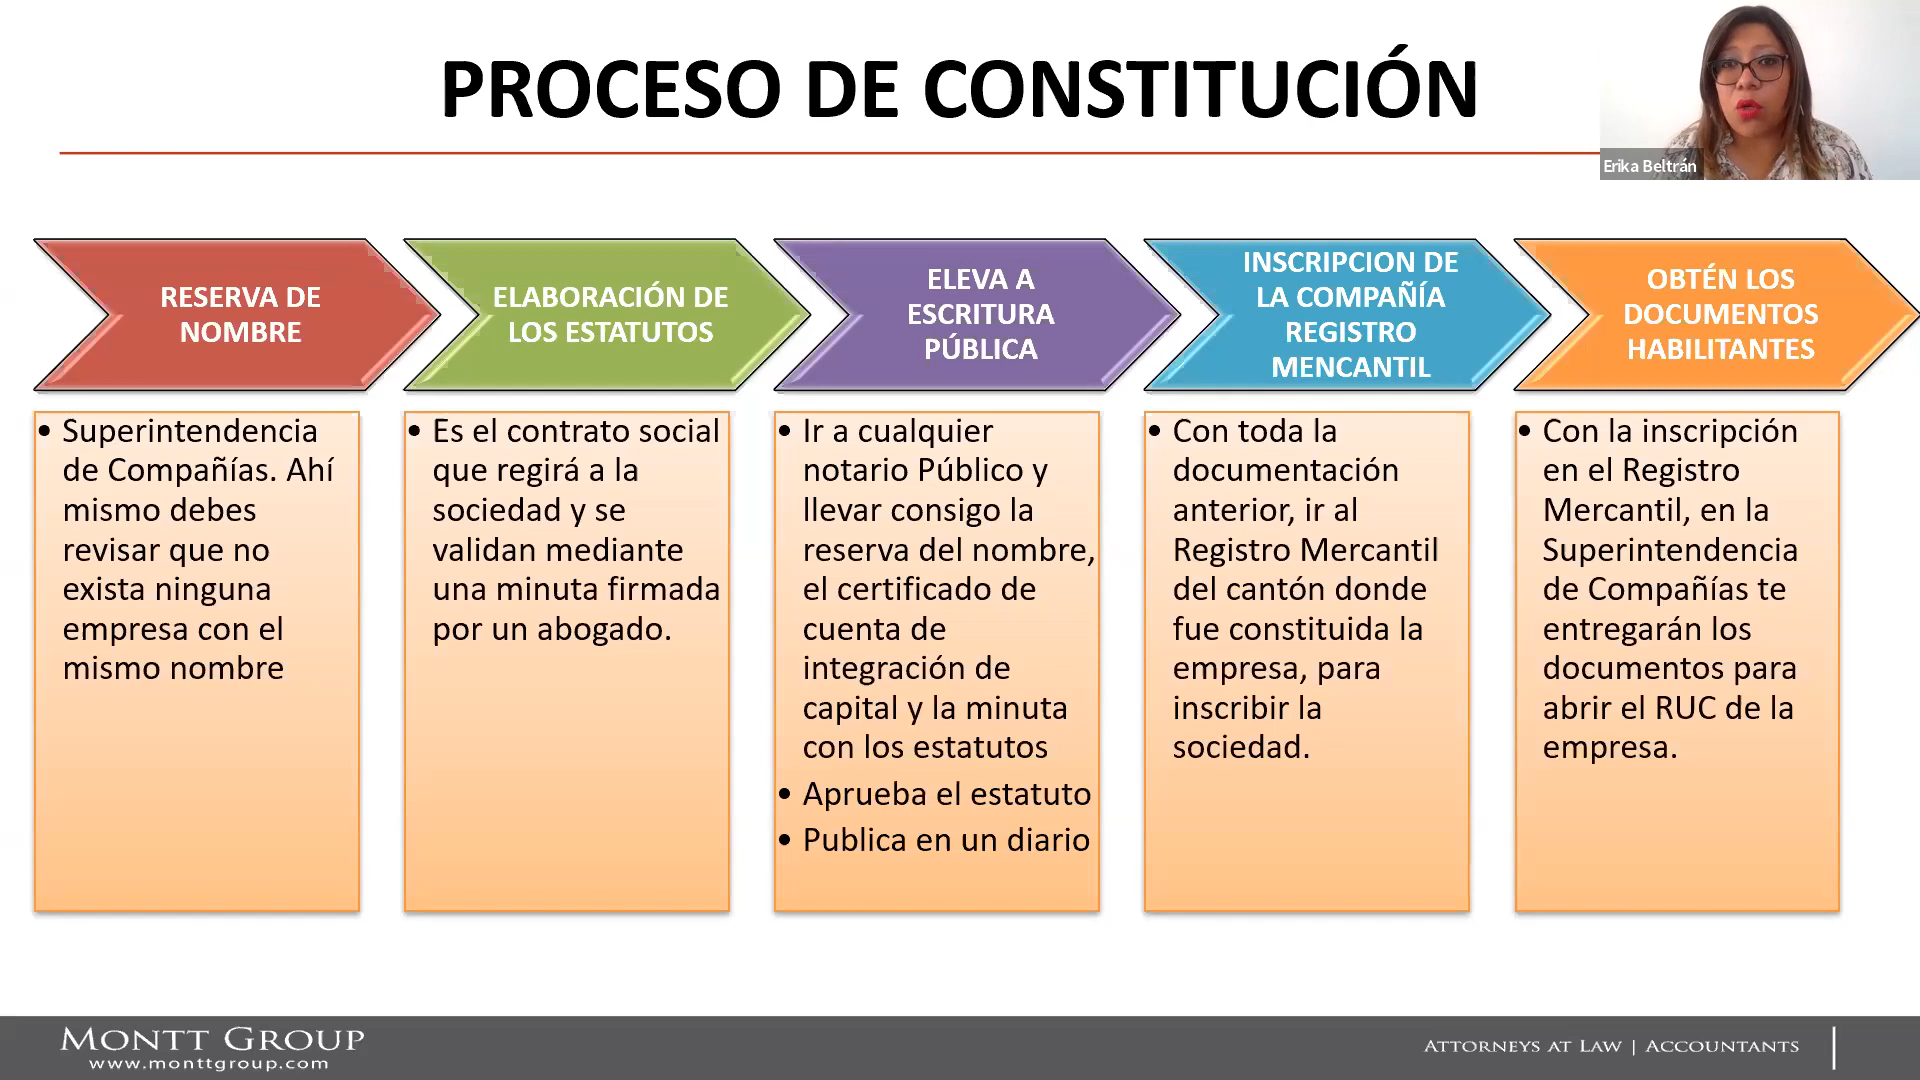 PROCESO DE CONSTITUCIÓN
Erika Beltrán
RESERVA DE
NOMBRE
ELABORACIÓN DE
LOS ESTATUTOS
ELEVA A
ESCRITURA
PÚBLICA
INSCRIPCION DE
LA COMPAÑÍA
REGISTRO
MENCANTIL
OBTÉN LOS
DOCUMENTOS
HABILITANTES
• Superintendencia
de Compañías. Ahí
mismo debes
revisar que no
exista ninguna
empresa con el
mismo nombre
• Es el contrato social
que regirá a la
sociedad y se
validan mediante
una minuta firmada
por un abogado.
• Ir a cualquier
notario Público y
llevar consigo la
reserva del nombre,
el certificado de
cuenta de
integración de
capital y la minuta
con los estatutos
• Aprueba el estatuto
• Publica en un diario
• Con toda la
documentación
anterior, ir al
Registro Mercantil
del cantón donde
fue constituida la
empresa, para
inscribir la
sociedad.
• Con la inscripción
en el Registro
Mercantil, en la
Superintendencia
de Compañías te
entregarán los
documentos para
abrir el RUC de la
empresa.
MONTT GROUP
www.monttgroup.com
ATTORNEYS AT LAW | ACCOUNTANTS